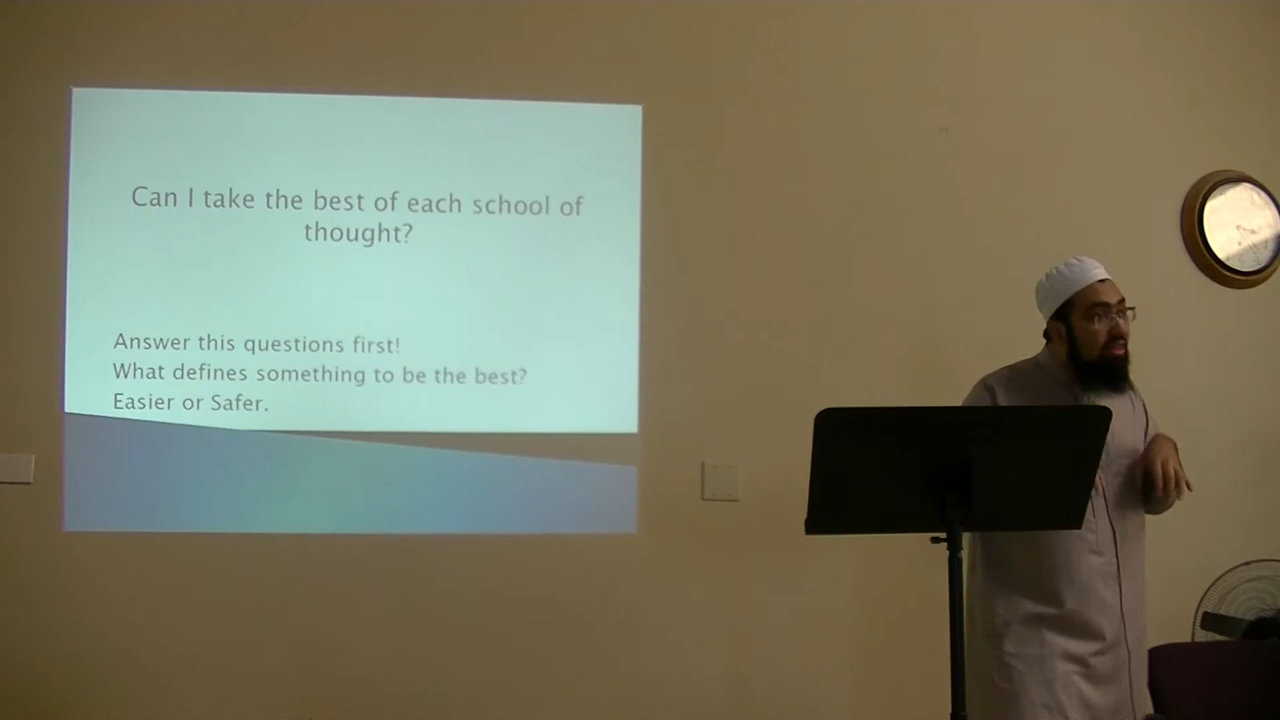 Can I take the best of each school of
thought?
Answer this questions first!
What defines something to be the best?
Easier or Safer.